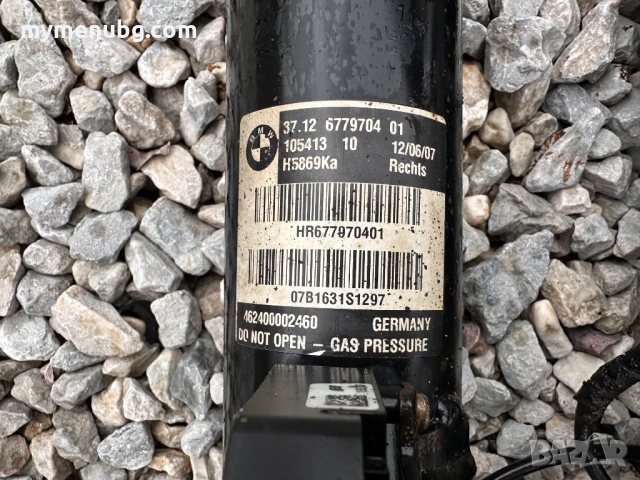 mymenubg.com
BMW
37.12 6779704 01
105413 10 12/06/07
H5869Ka Rechts
HR677970401
07B1631S1297
462400002460 GERMANY
DO NOT OPEN – GAS PRESSURE
BAZAR